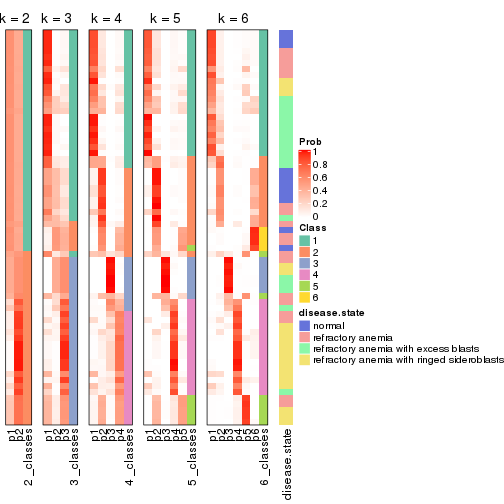 k = 2 k = 3 k = 4 k = 5 k = 6
Prob
1
0.8
0.6
0.4
0.2
0
Class
1
2
3
4
5
6
disease.state
normal
refractory anemia
refractory anemia with excess blasts
refractory anemia with ringed sideroblasts
p1 p2 2_classes p1 p2 p3 3_classes p1 p2 p3 p4 4_classes p1 p2 p3 p4 p5 5_classes p1 p2 p3 p4 p5 p6 6_classes disease.state